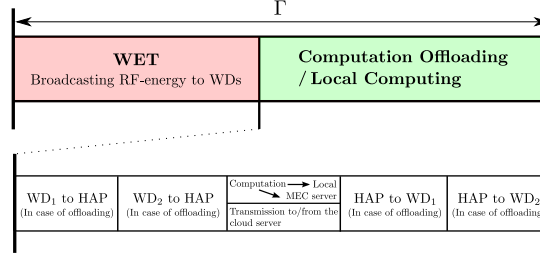 Γ
WET
Broadcasting RF-energy to WDs
Computation Offloading
/ Local Computing
WD₁ to HAP
(In case of offloading)
WD₂ to HAP
(In case of offloading)
Computation Local
MEC server
Transmission to/from the
cloud server
HAP to WD₁
(In case of offloading)
HAP to WD₂
(In case of offloading)